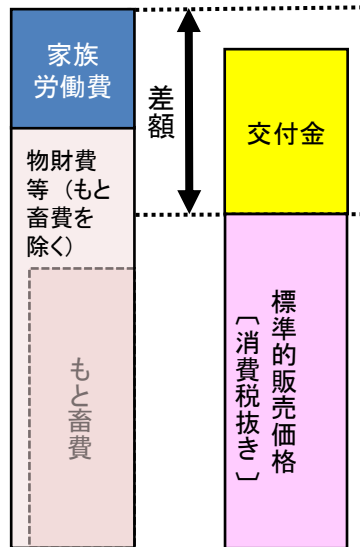 家族
労働費
物財費
等（もと
畜費を
除く）
もと畜費
差額
交付金
標準的販売価格
〔消費税抜き〕